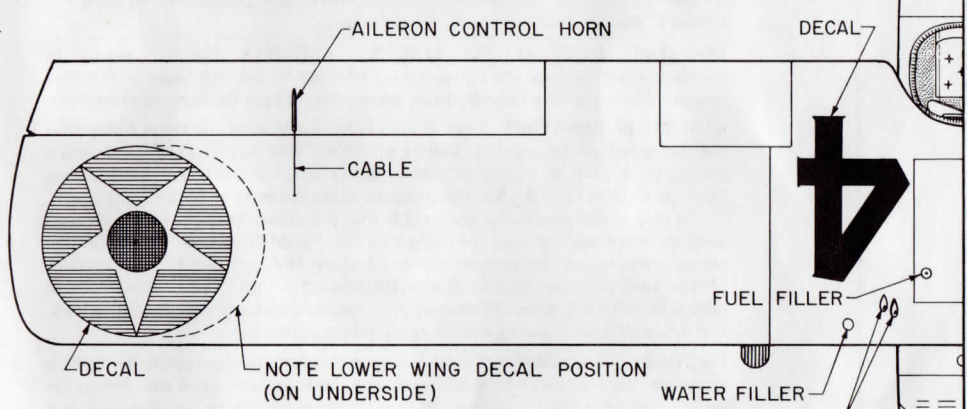 AILERON CONTROL HORN
DECAL
CABLE
4
FUEL FILLER
DECAL
NOTE LOWER WING DECAL POSITION
(ON UNDERSIDE)
WATER FILLER